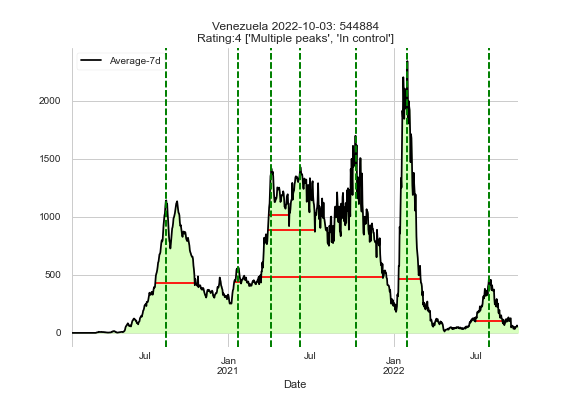 Venezuela 2022-10-03: 544884
Rating:4 ['Multiple peaks', 'In control']
Average-7d
2000
1500
1000
500
0
Jul
Jan
2021
Jul
Jan
2022
Jul
Date